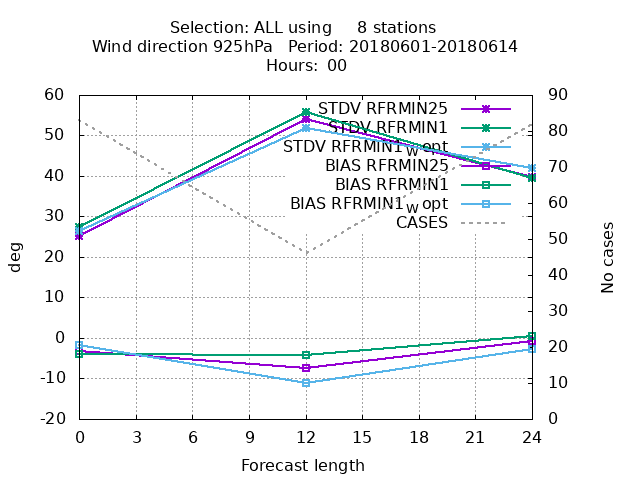 Selection: ALL using     8 stations
Wind direction 925hPa   Period: 20180601-20180614
Hours: 00
60
50
40
30
20
10
0
-10
-20
90
80
70
60
50
40
30
20
10
0
STDV RFRMIN25
STDV RFRMIN1
STDV RFRMIN1_W opt
BIAS RFRMIN25
BIAS RFRMIN1
BIAS RFRMIN1_W opt
CASES
deg
No cases
0 3 6 9 12 15 18 21 24
Forecast length